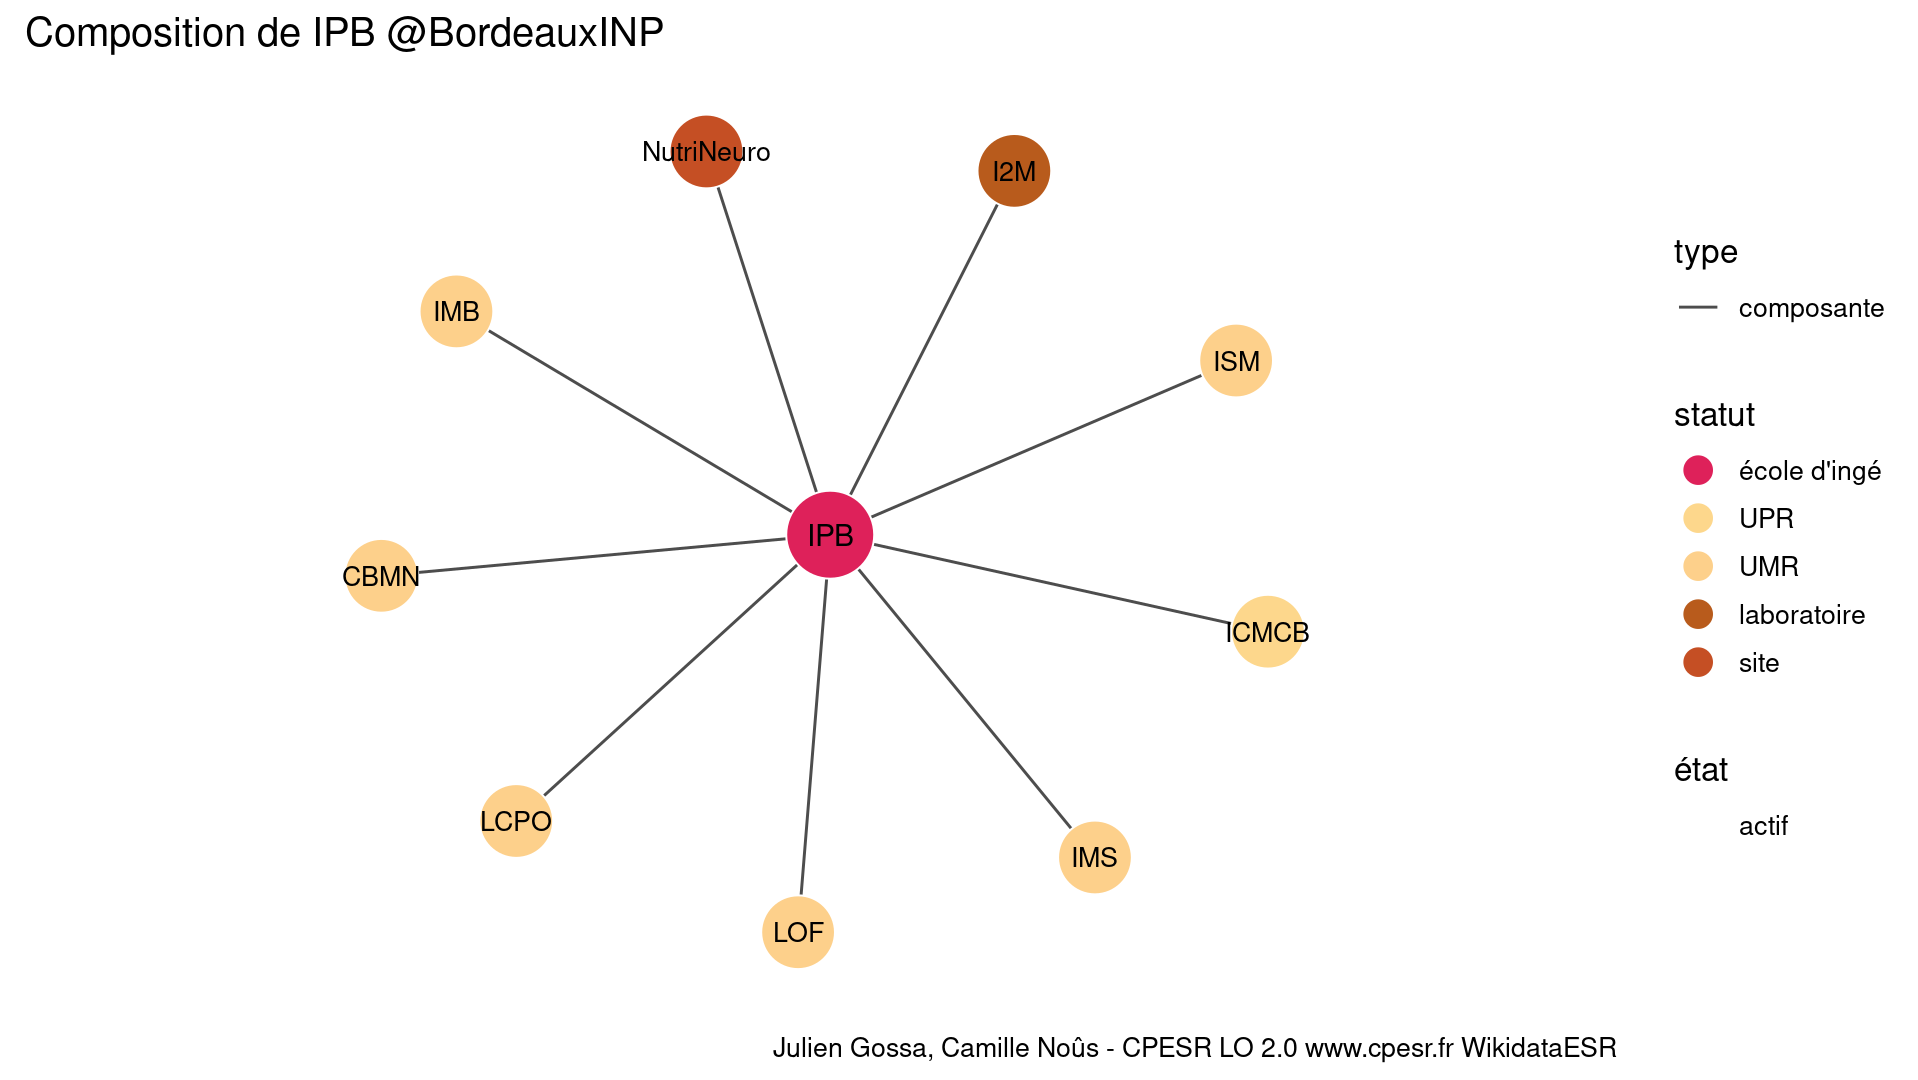 Composition de IPB @BordeauxINP
NutriNeuro
I2M
IMB
ISM
IPB
CBMN
ICMCB
LCPO
IMS
LOF
type
composante
statut
école d'ingé
UPR
UMR
laboratoire
site
état
actif
Julien Gossa, Camille Noûs - CPESR LO 2.0 www.cpesr.fr WikidataESR